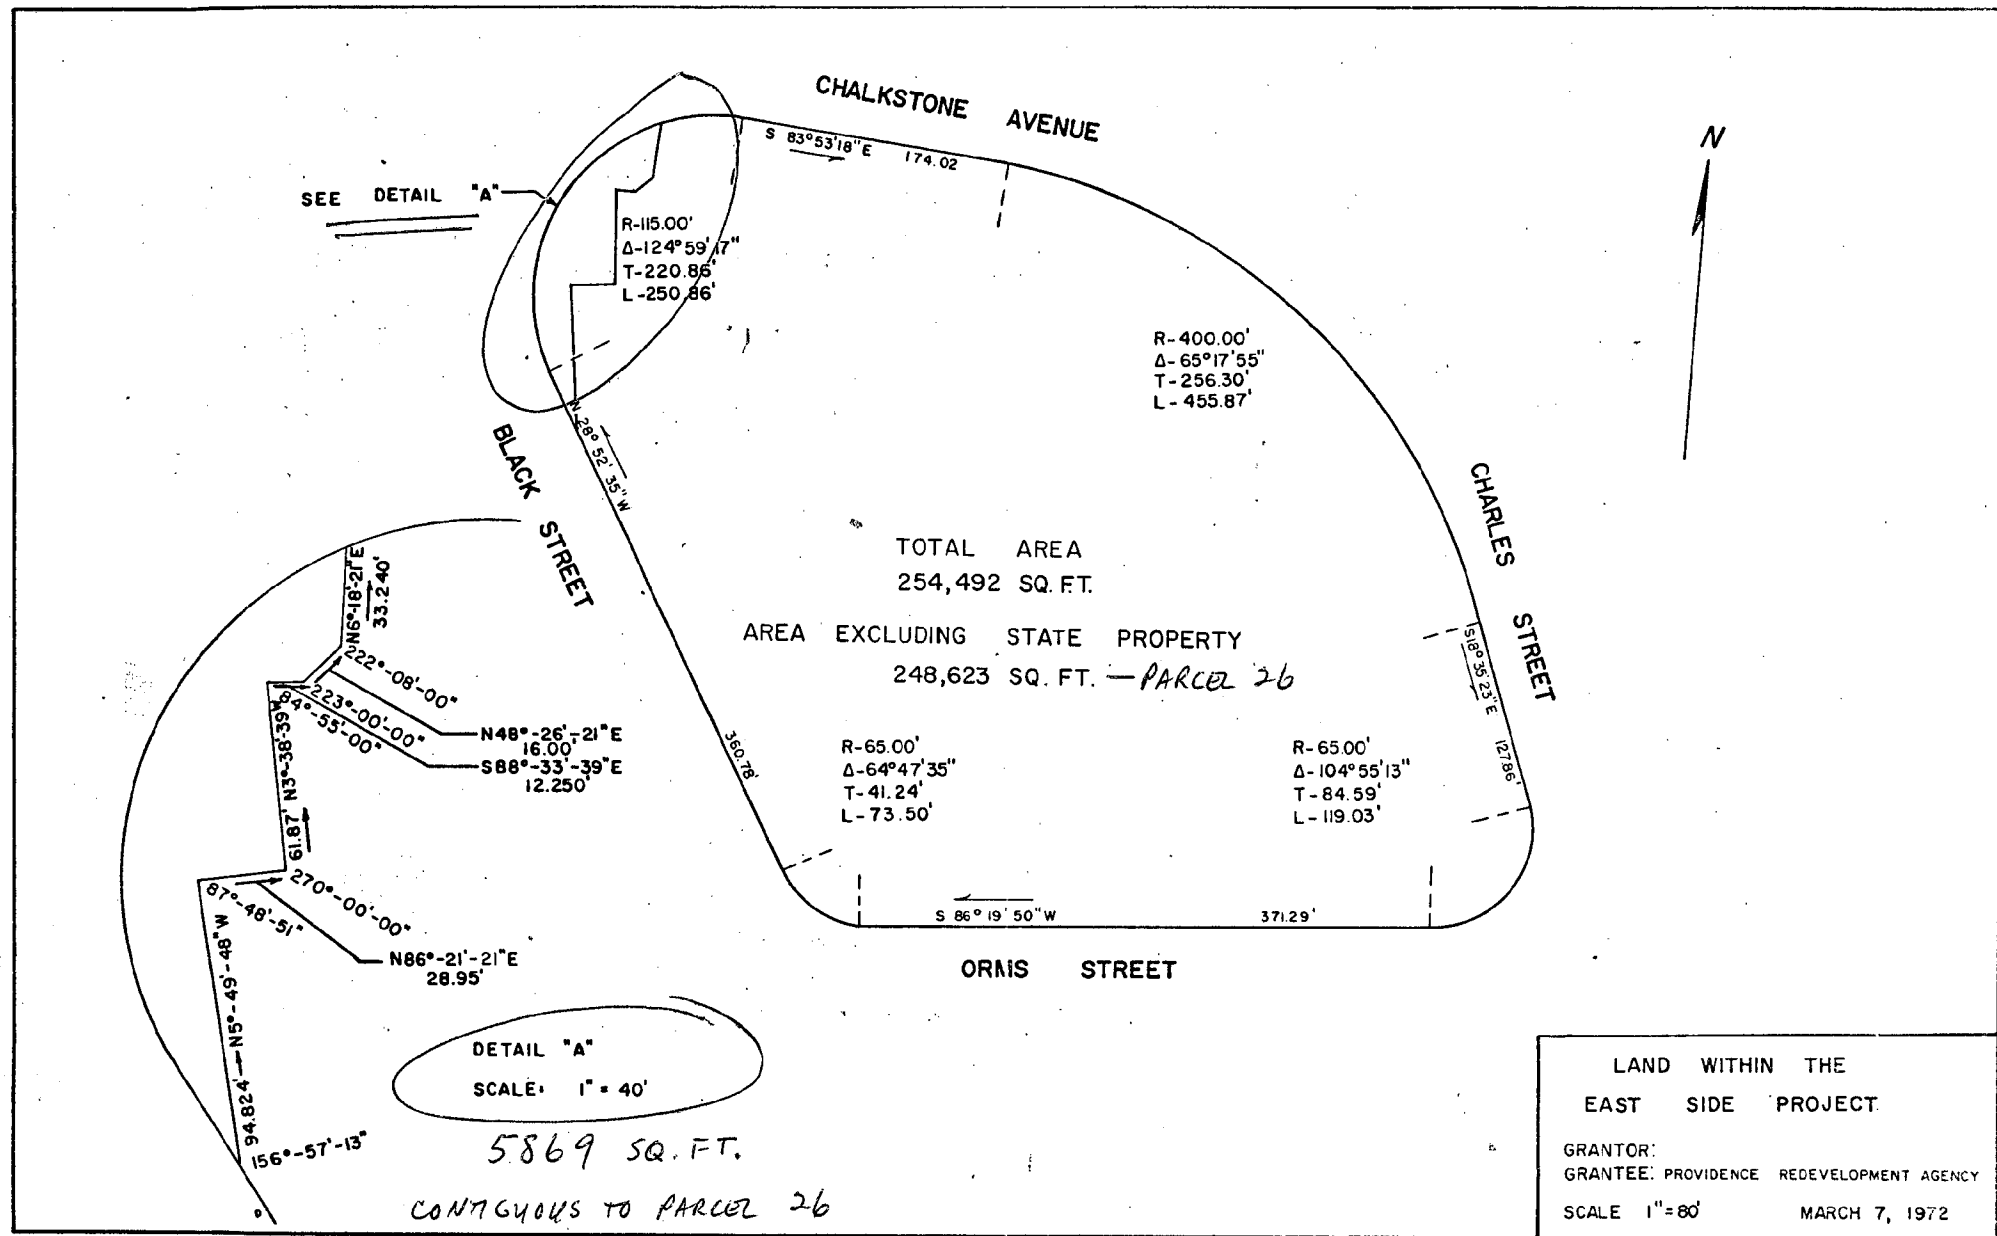 CHALKSTONE AVENUE
S 83°53'18"E 174.02
N
SEE DETAIL "A"
R-115.00'
Δ-124°59'17"
T-220.86'
L-250.86'
R-400.00'
Δ-65°17'55"
T-256.30'
L-455.87'
BLACK STREET
N 28° 52' 35" W
360.78'
CHARLES STREET
S18° 35' 23" E
127.86'
TOTAL AREA
254,492 SQ. FT.
AREA EXCLUDING STATE PROPERTY
248,623 SQ. FT. — PARCEL 26
R-65.00'
Δ-64°47'35"
T-41.24'
L-73.50'
R-65.00'
Δ-104°55'13"
T-84.59'
L-119.03'
S 86° 19' 50" W 371.29'
ORMS STREET
N6°-18'-21"E
33.240'
222°-08'-00"
223°-00'-00"
84°-55'-00"
N48°-26'-21"E
16.00'
S88°-33'-39"E
12.250'
61.87' N3°-38'-39"W
270°-00'-00"
87°-48'-51"
N86°-21'-21"E
28.95'
94.824' — N5°-49'-48" W
156°-57'-13"
DETAIL "A"
SCALE: 1" = 40'
5869 SQ. FT.
CONTIGUOUS TO PARCEL 26
LAND WITHIN THE
EAST SIDE PROJECT
GRANTOR:
GRANTEE: PROVIDENCE REDEVELOPMENT AGENCY
SCALE 1"=80' MARCH 7, 1972